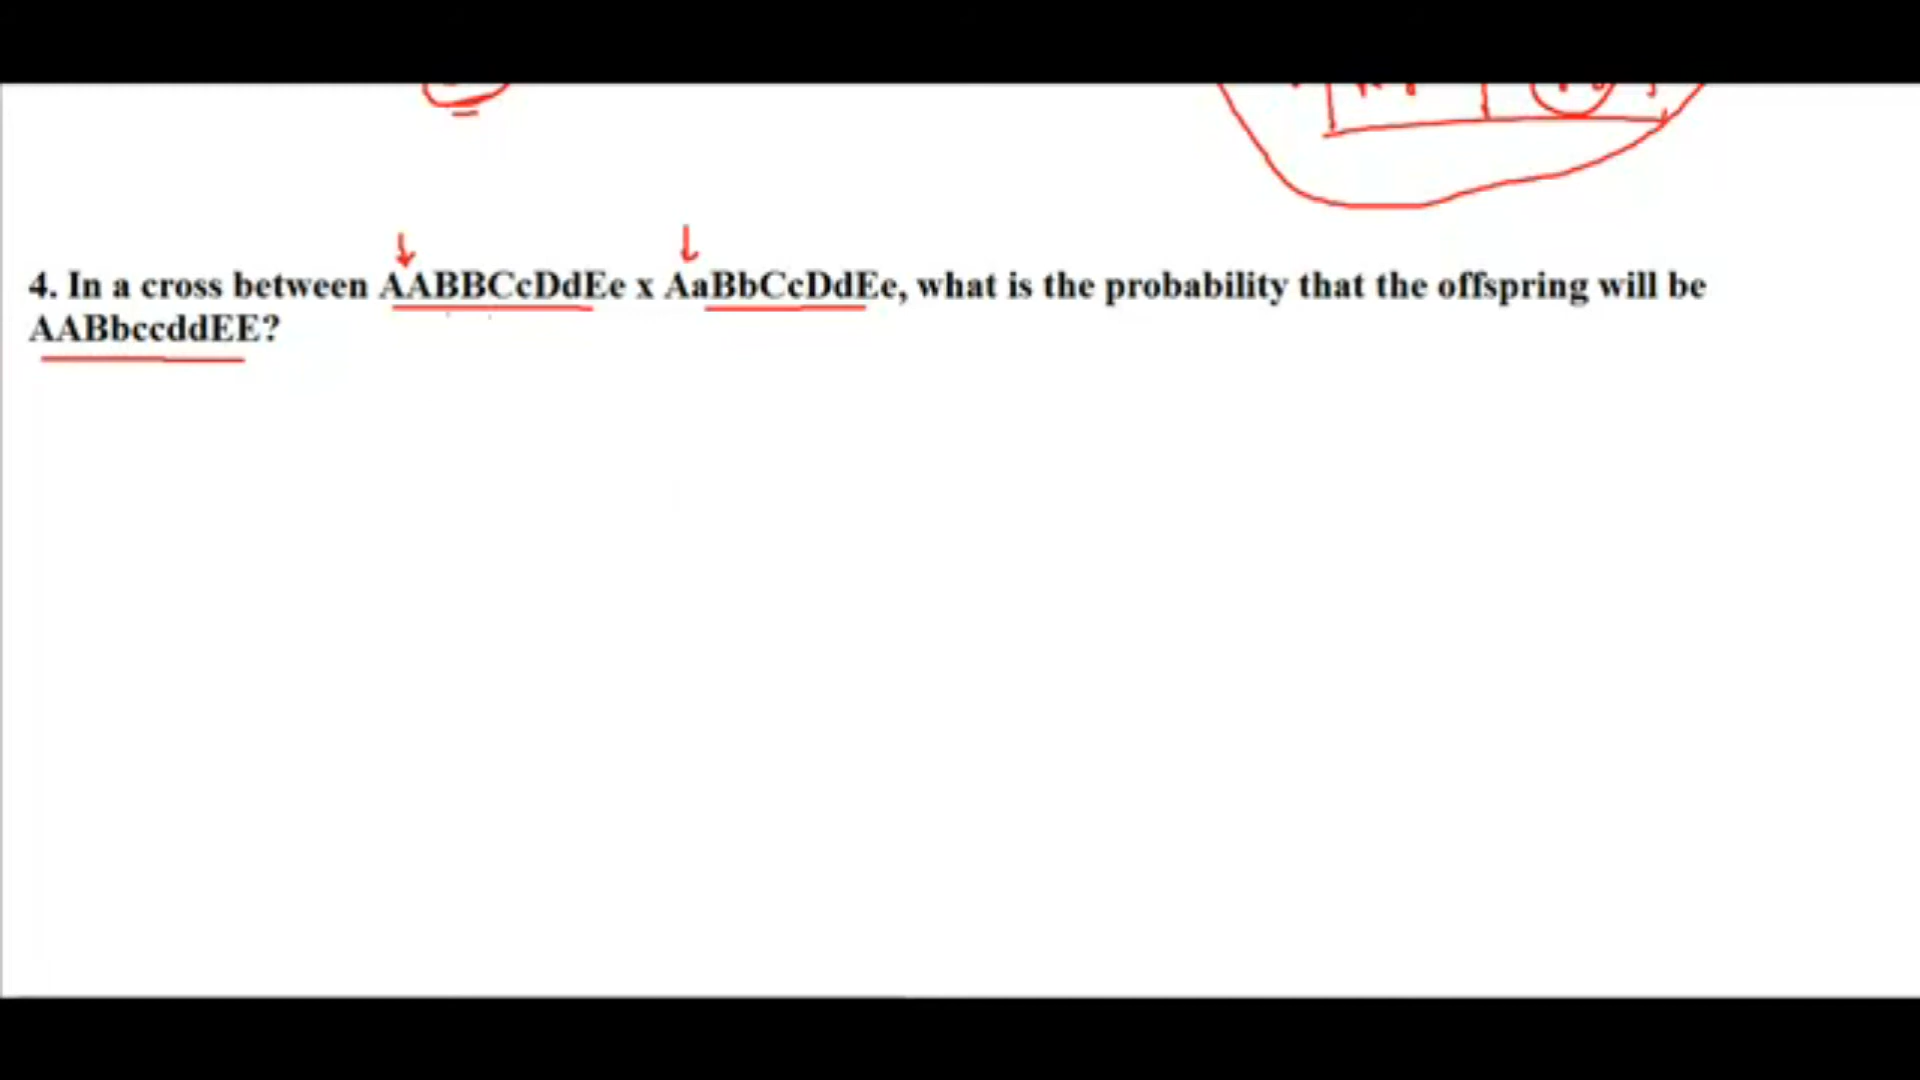 4. In a cross between AABBCcDdEe x AaBbCcDdEe, what is the probability that the offspring will be
AABbccddEE?